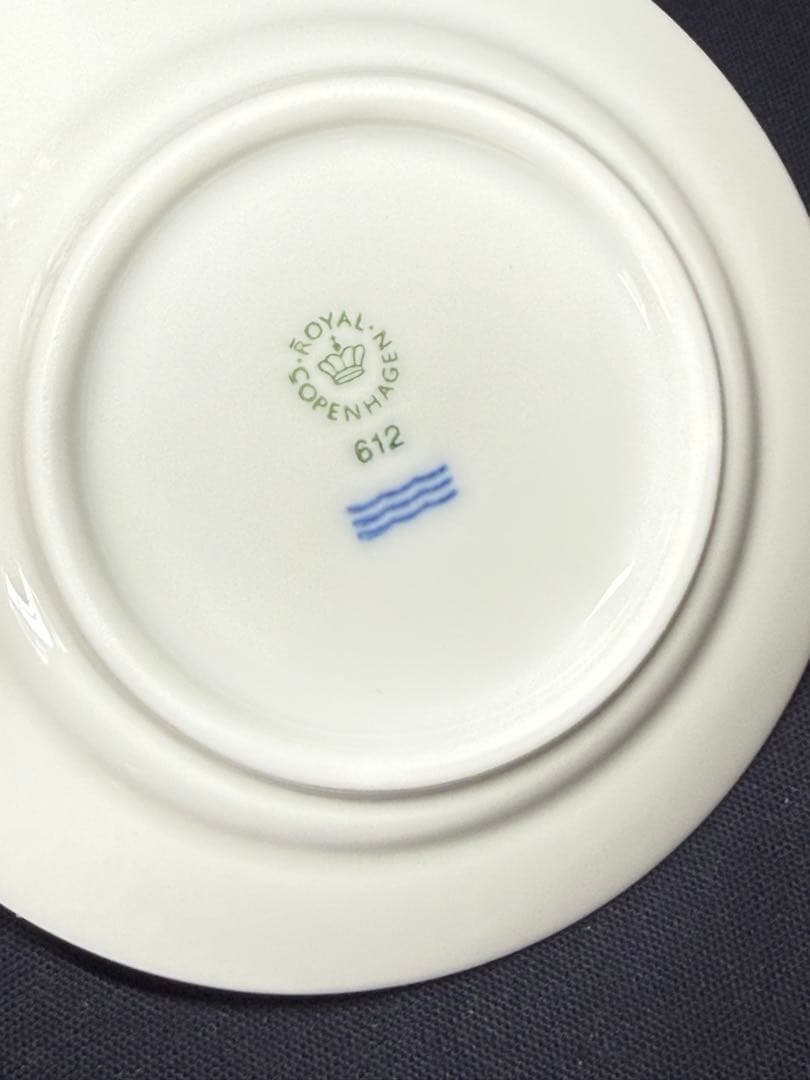 ROYAL · COPENHAGEN ·
612